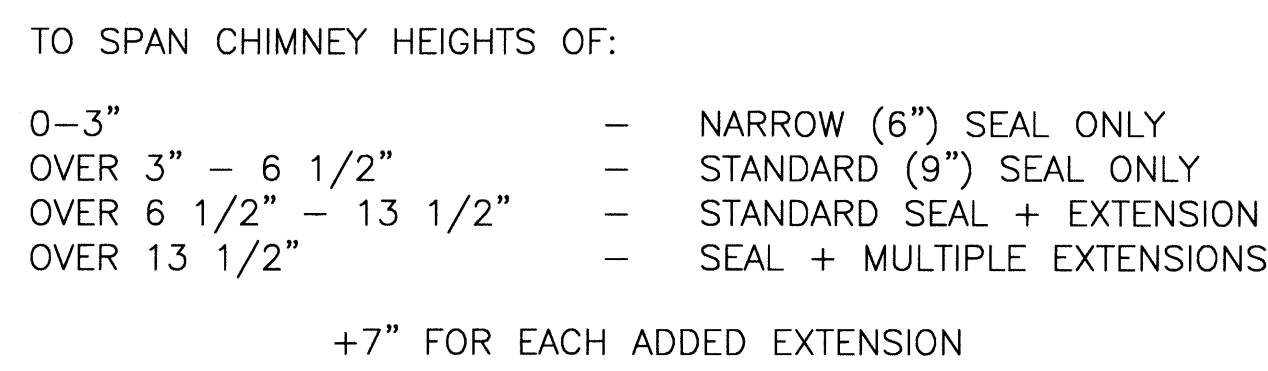 TO SPAN CHIMNEY HEIGHTS OF:
0–3” – NARROW (6”) SEAL ONLY
OVER 3” – 6 1/2” – STANDARD (9”) SEAL ONLY
OVER 6 1/2” – 13 1/2” – STANDARD SEAL + EXTENSION
OVER 13 1/2” – SEAL + MULTIPLE EXTENSIONS
+7” FOR EACH ADDED EXTENSION